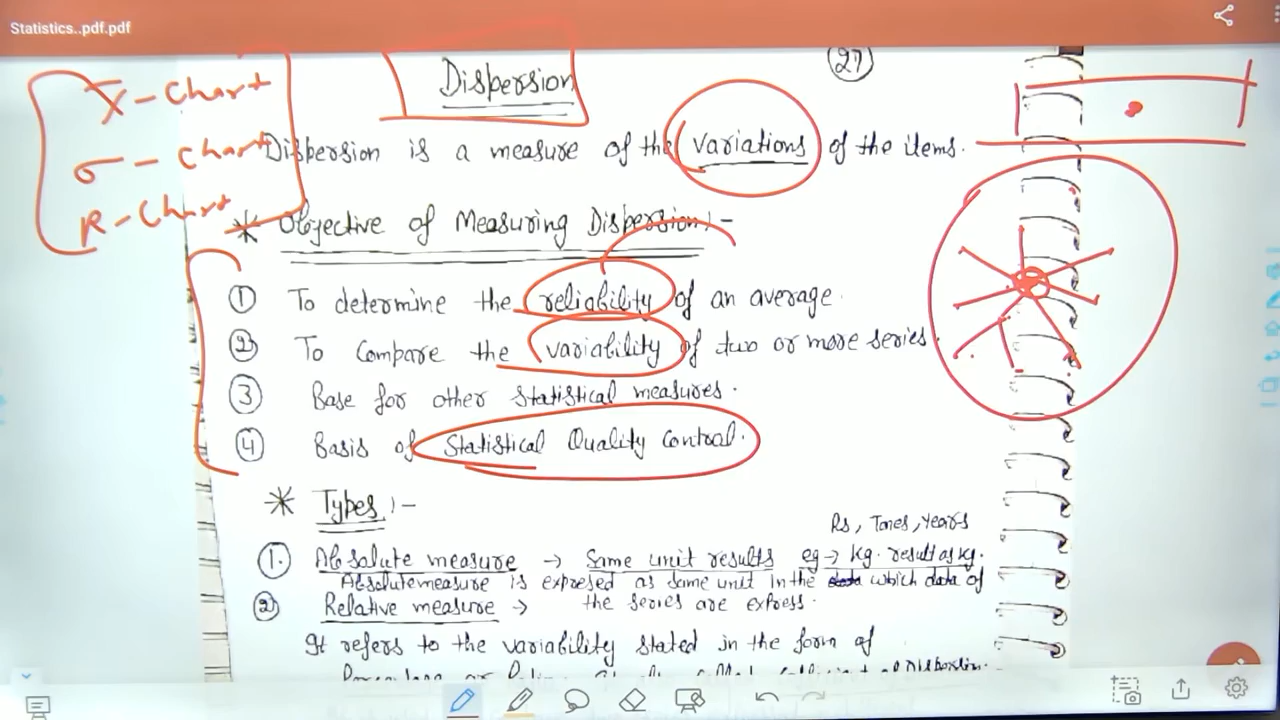 Statistics..pdf.pdf
27
Dispersion
X̄ - Chart
σ - Chart
R - Chart
Dispersion is a measure of the variations of the items.
* Objective of Measuring Dispersion:-
① To determine the reliability of an average.
② To Compare the variability of two or more series.
③ Base for other Statistical measures.
④ Basis of Statistical Quality Control.
* Types:-
Rs, Tones, Years
1. Absolute measure → Same unit results eg → Kg. result as kg.
Absolute measure is expresed as same unit in the which data of
② Relative measure → the series are express.
It refers to the variability stated in the form of